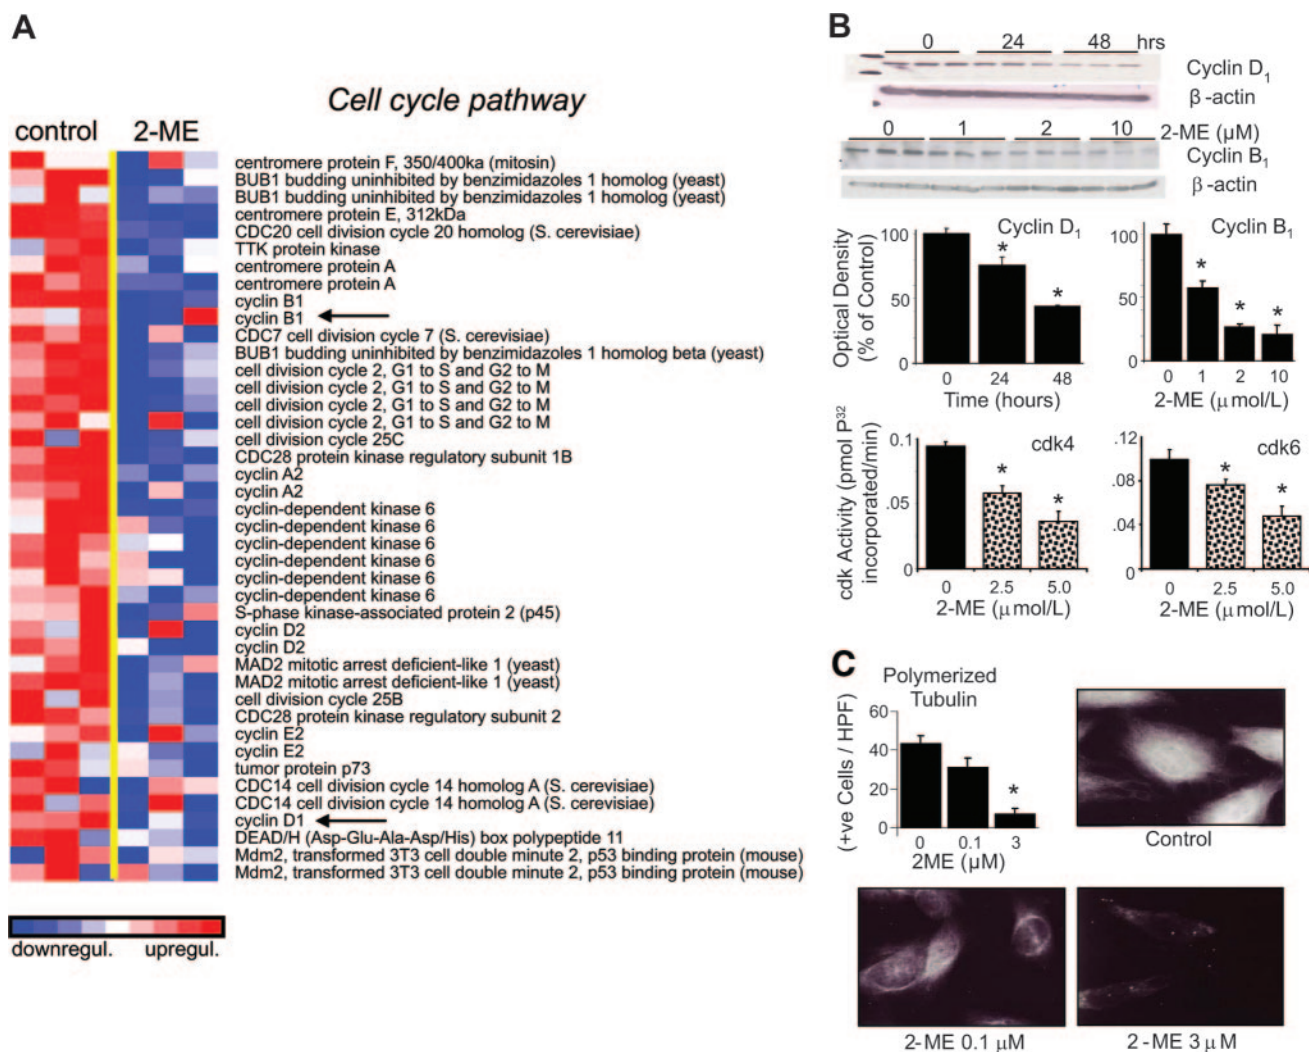 A
Cell cycle pathway
control 2-ME
centromere protein F, 350/400ka (mitosin)
BUB1 budding uninhibited by benzimidazoles 1 homolog (yeast)
BUB1 budding uninhibited by benzimidazoles 1 homolog (yeast)
centromere protein E, 312kDa
CDC20 cell division cycle 20 homolog (S. cerevisiae)
TTK protein kinase
centromere protein A
centromere protein A
cyclin B1
cyclin B1
CDC7 cell division cycle 7 (S. cerevisiae)
BUB1 budding uninhibited by benzimidazoles 1 homolog beta (yeast)
cell division cycle 2, G1 to S and G2 to M
cell division cycle 2, G1 to S and G2 to M
cell division cycle 2, G1 to S and G2 to M
cell division cycle 2, G1 to S and G2 to M
cell division cycle 25C
CDC28 protein kinase regulatory subunit 1B
cyclin A2
cyclin A2
cyclin-dependent kinase 6
cyclin-dependent kinase 6
cyclin-dependent kinase 6
cyclin-dependent kinase 6
cyclin-dependent kinase 6
cyclin-dependent kinase 6
S-phase kinase-associated protein 2 (p45)
cyclin D2
cyclin D2
MAD2 mitotic arrest deficient-like 1 (yeast)
MAD2 mitotic arrest deficient-like 1 (yeast)
cell division cycle 25B
CDC28 protein kinase regulatory subunit 2
cyclin E2
cyclin E2
tumor protein p73
CDC14 cell division cycle 14 homolog A (S. cerevisiae)
CDC14 cell division cycle 14 homolog A (S. cerevisiae)
cyclin D1
DEAD/H (Asp-Glu-Ala-Asp/His) box polypeptide 11
Mdm2, transformed 3T3 cell double minute 2, p53 binding protein (mouse)
Mdm2, transformed 3T3 cell double minute 2, p53 binding protein (mouse)
downregul. upregul.
B
0 24 48 hrs
Cyclin D1
β-actin
0 1 2 10 2-ME (µM)
Cyclin B1
β-actin
Optical Density
(% of Control)
100
50
0
Cyclin D1
* *
0 24 48
Time (hours)
100
50
0
Cyclin B1
* * *
0 1 2 10
2-ME (µmol/L)
cdk Activity (pmol P32
incorporated/min)
0.1
0.05
0
cdk4
* *
0 2.5 5.0
2-ME (µmol/L)
.12
.08
.04
0
cdk6
* *
0 2.5 5.0
2-ME (µmol/L)
C
Polymerized
Tubulin
(+ve Cells / HPF)
60
40
20
0
*
0 0.1 3
2ME (µM)
Control
2-ME 0.1 µM
2-ME 3 µM